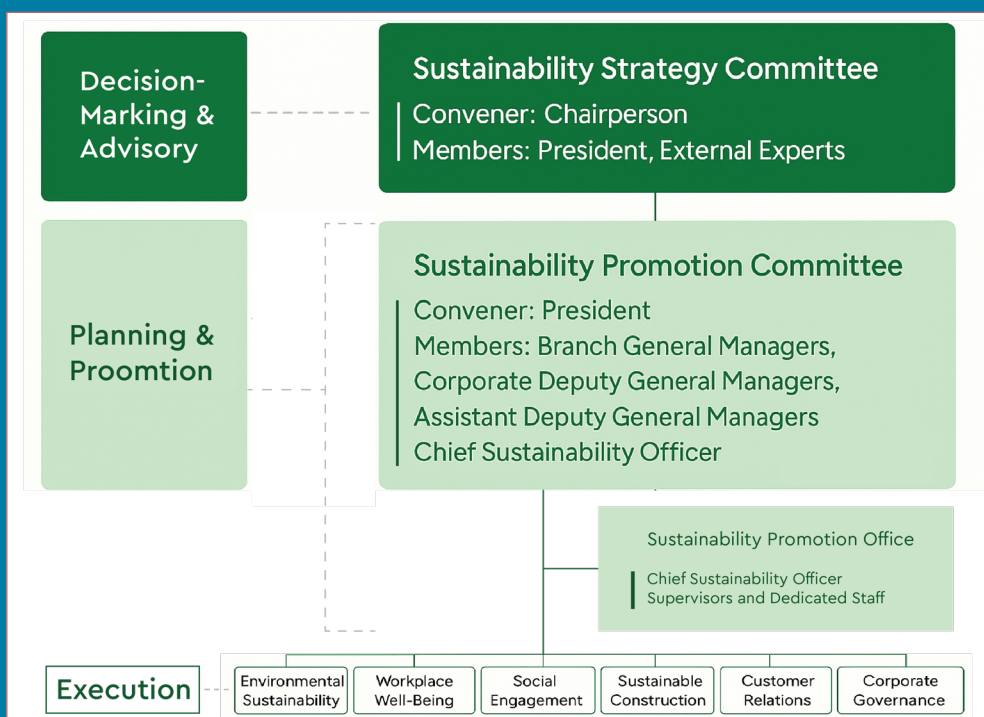 Decision-
Marking &
Advisory
Sustainability Strategy Committee
Convener: Chairperson
Members: President, External Experts
Planning &
Proomtion
Sustainability Promotion Committee
Convener: President
Members: Branch General Managers,
Corporate Deputy General Managers,
Assistant Deputy General Managers
Chief Sustainability Officer
Sustainability Promotion Office
Chief Sustainability Officer
Supervisors and Dedicated Staff
Execution
Environmental
Sustainability
Workplace
Well-Being
Social
Engagement
Sustainable
Construction
Customer
Relations
Corporate
Governance